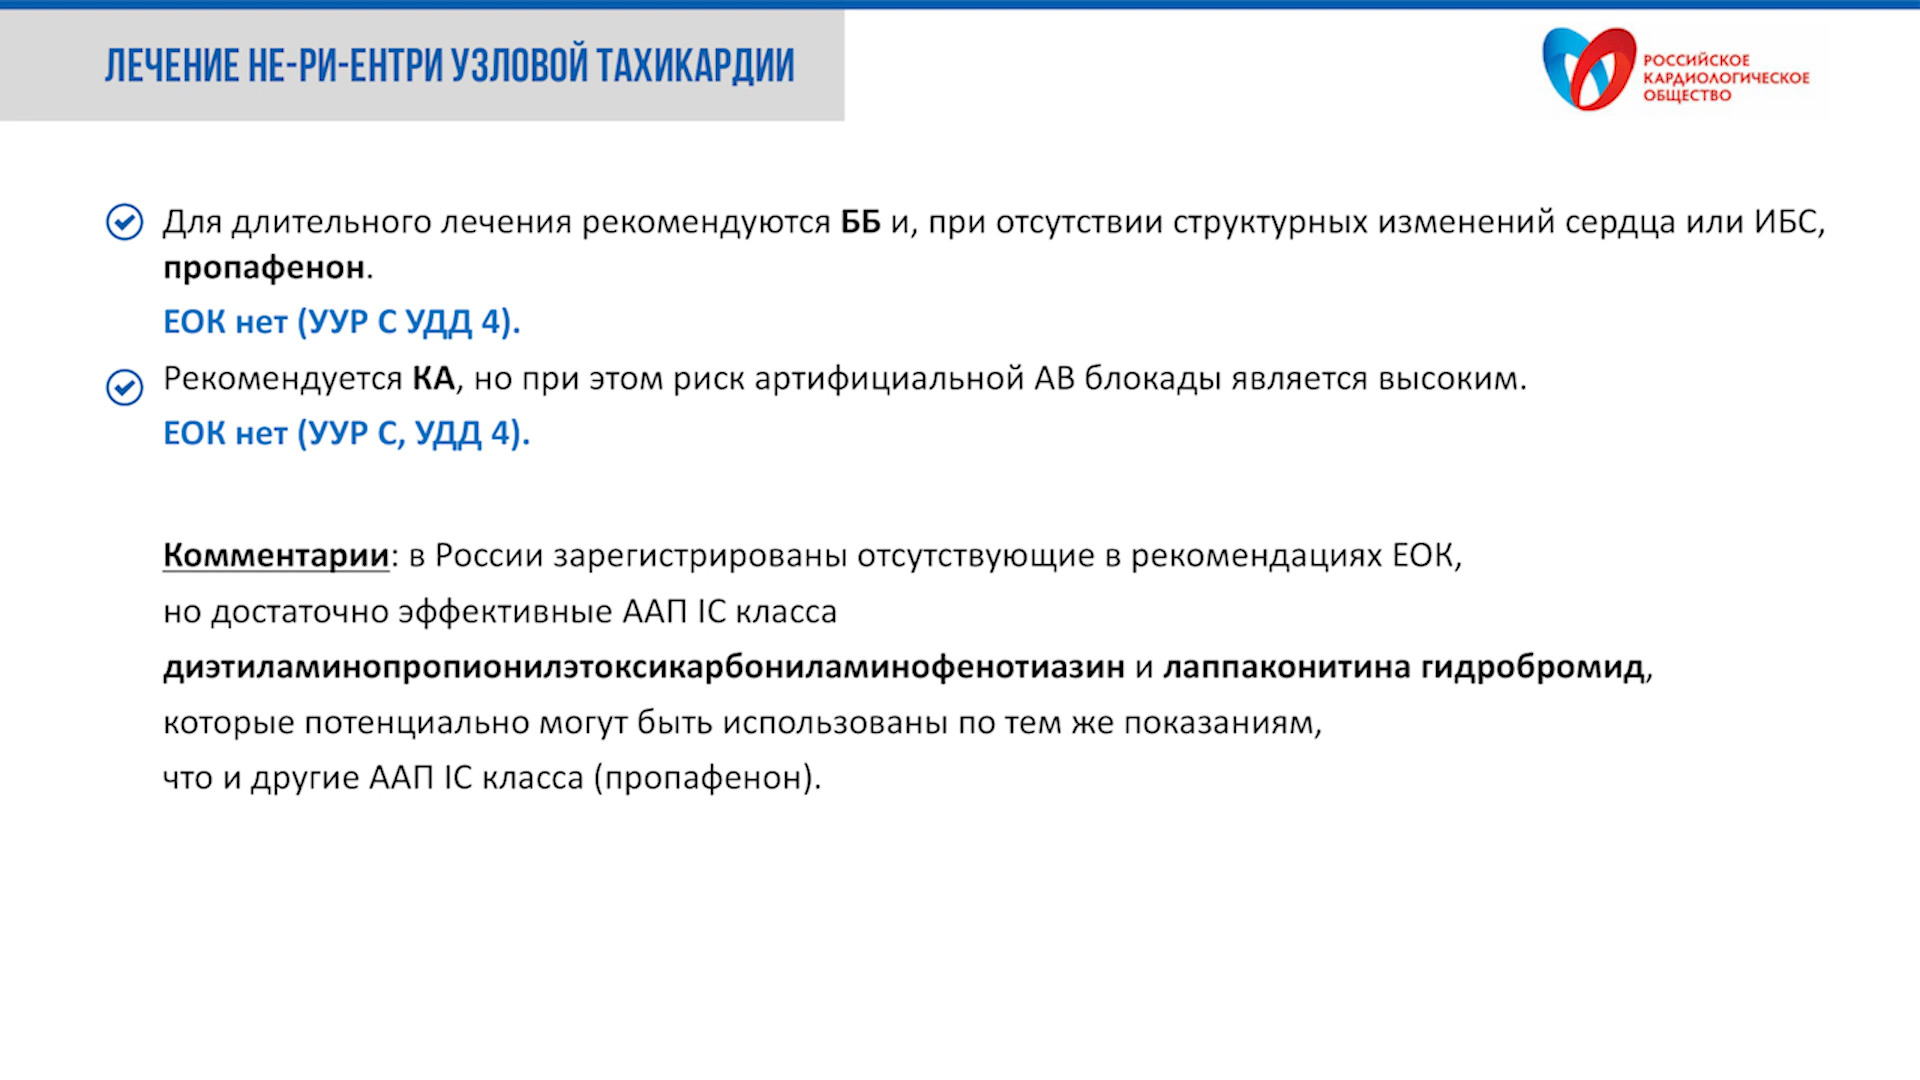 ЛЕЧЕНИЕ НЕ-РИ-ЕНТРИ УЗЛОВОЙ ТАХИКАРДИИ
РОССИЙСКОЕ
КАРДИОЛОГИЧЕСКОЕ
ОБЩЕСТВО
Для длительного лечения рекомендуются ББ и, при отсутствии структурных изменений сердца или ИБС,
пропафенон.
ЕОК нет (УУР С УДД 4).
Рекомендуется КА, но при этом риск артифициальной АВ блокады является высоким.
ЕОК нет (УУР С, УДД 4).
Комментарии: в России зарегистрированы отсутствующие в рекомендациях ЕОК,
но достаточно эффективные ААП IC класса
диэтиламинопропионилэтоксикарбониламинофенотиазин и лаппаконитина гидробромид,
которые потенциально могут быть использованы по тем же показаниям,
что и другие ААП IC класса (пропафенон).